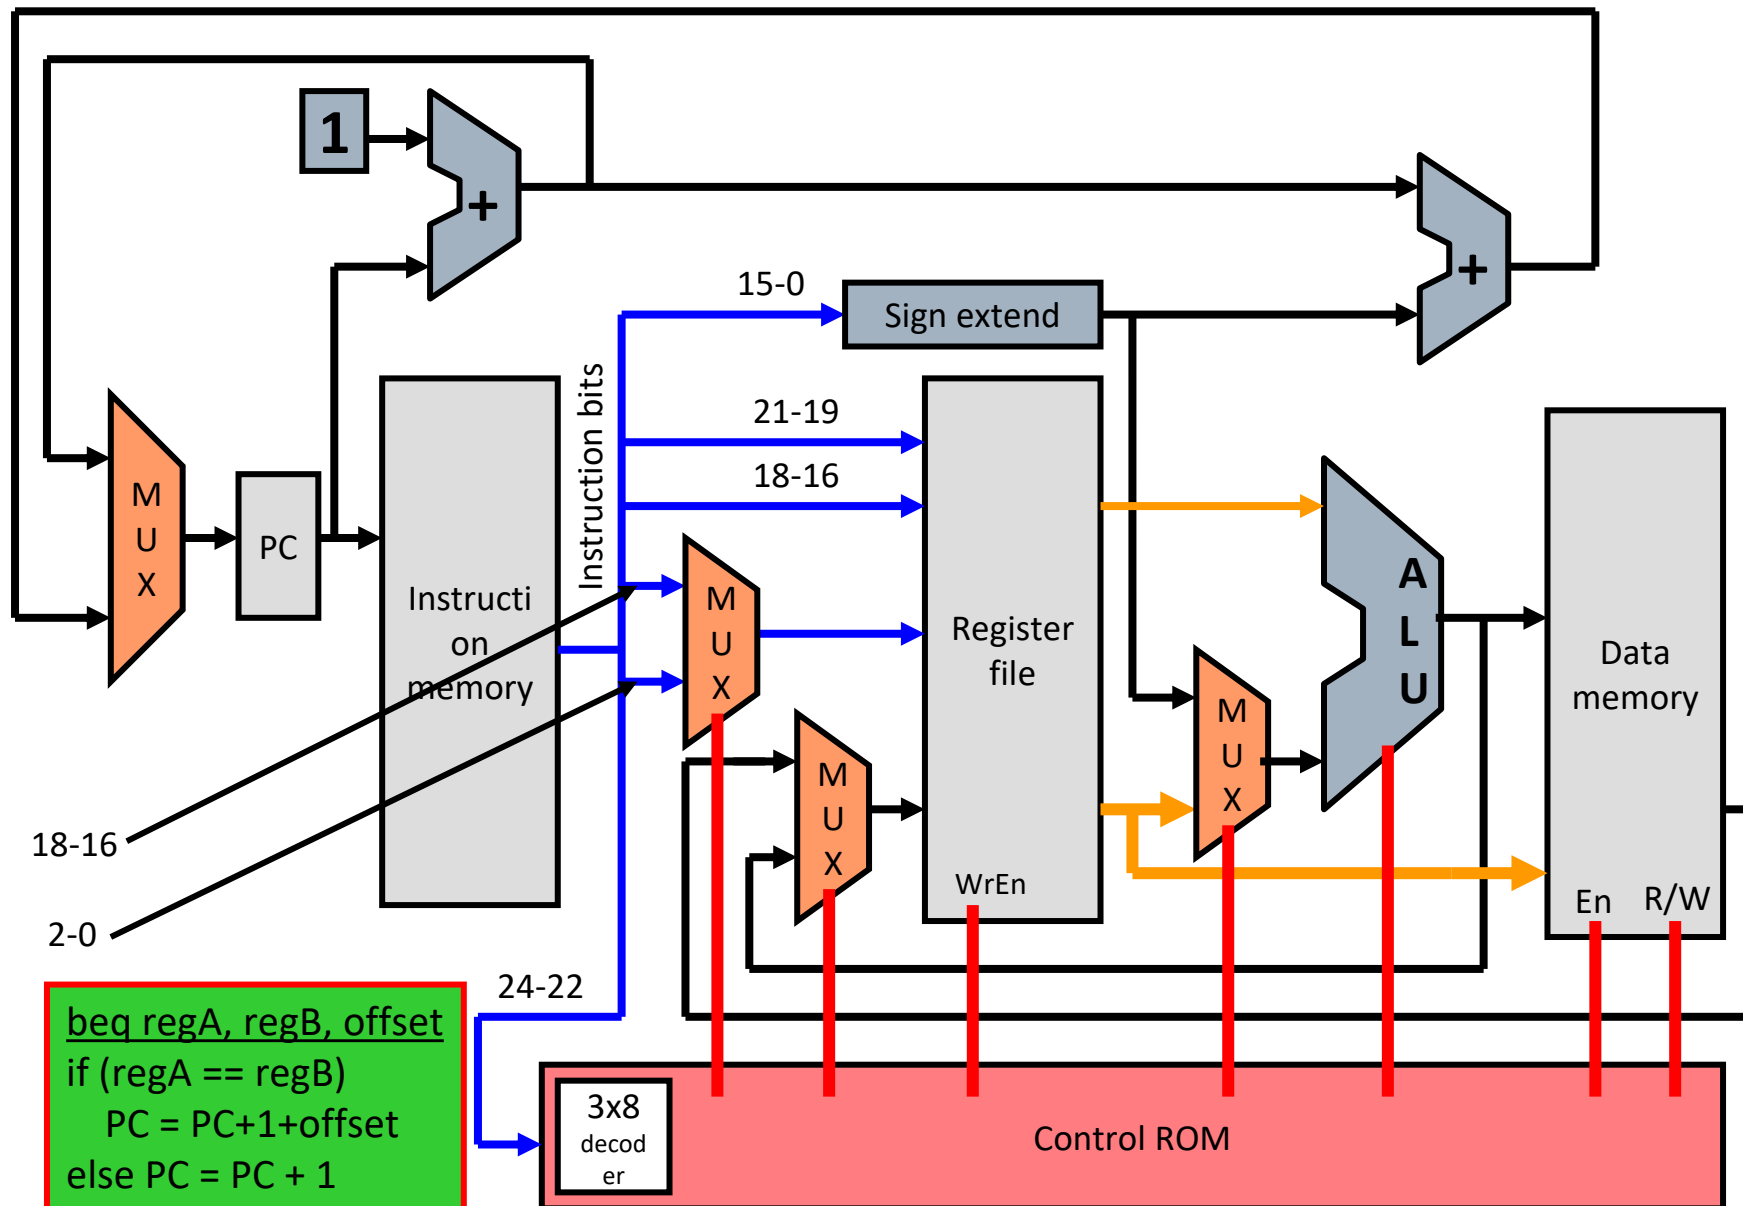 1
+
+
15-0
Sign extend
Instruction bits
21-19
18-16
M
U
X
PC
Instructi
on
memory
M
U
X
Register
file
WrEn
M
U
X
M
U
X
A
L
U
Data
memory
En
R/W
18-16
2-0
24-22
beq regA, regB, offset
if (regA == regB)
PC = PC+1+offset
else PC = PC + 1
3x8
decod
er
Control ROM